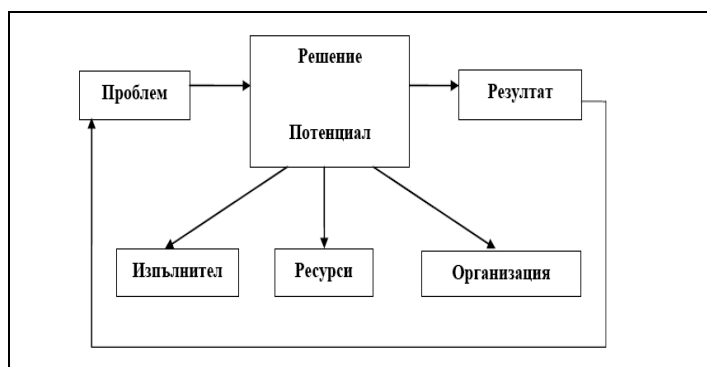 Решение
Проблем
Резултат
Потенциал
Изпълнител
Ресурси
Организация